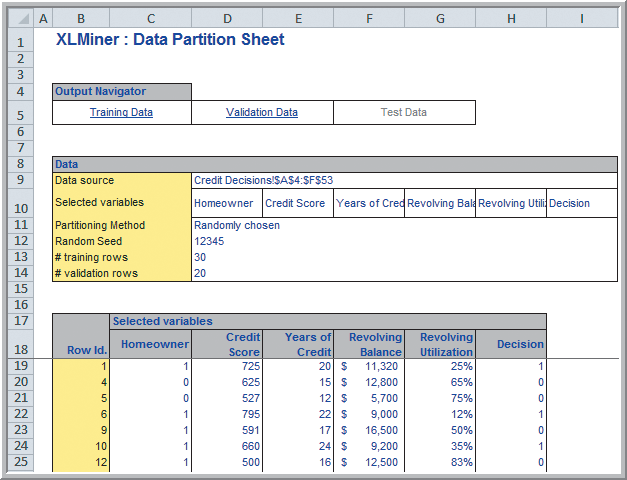 A B C D E F G H I
1 XLMiner : Data Partition Sheet
2
3
4 Output Navigator
5 Training Data Validation Data Test Data
6
7
8 Data
9 Data source Credit Decisions!$A$4:$F$53
10 Selected variables Homeowner Credit Score Years of Cred Revolving Bala Revolving Utili Decision
11 Partitioning Method Randomly chosen
12 Random Seed 12345
13 # training rows 30
14 # validation rows 20
15
16
17 Selected variables
18 Row Id. Homeowner Credit Score Years of Credit Revolving Balance Revolving Utilization Decision
19 1 1 725 20 $ 11,320 25% 1
20 4 0 625 15 $ 12,800 65% 0
21 5 0 527 12 $ 5,700 75% 0
22 6 1 795 22 $ 9,000 12% 1
23 9 1 591 17 $ 16,500 50% 0
24 10 1 660 24 $ 9,200 35% 1
25 12 1 500 16 $ 12,500 83% 0